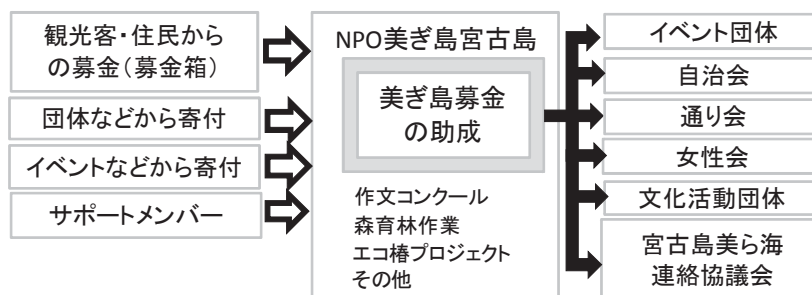 観光客・住民から
の募金(募金箱)
団体などから寄付
イベントなどから寄付
サポートメンバー
NPO美ぎ島宮古島
美ぎ島募金
の助成
作文コンクール
森育林作業
エコ椿プロジェクト
その他
イベント団体
自治会
通り会
女性会
文化活動団体
宮古島美ら海
連絡協議会